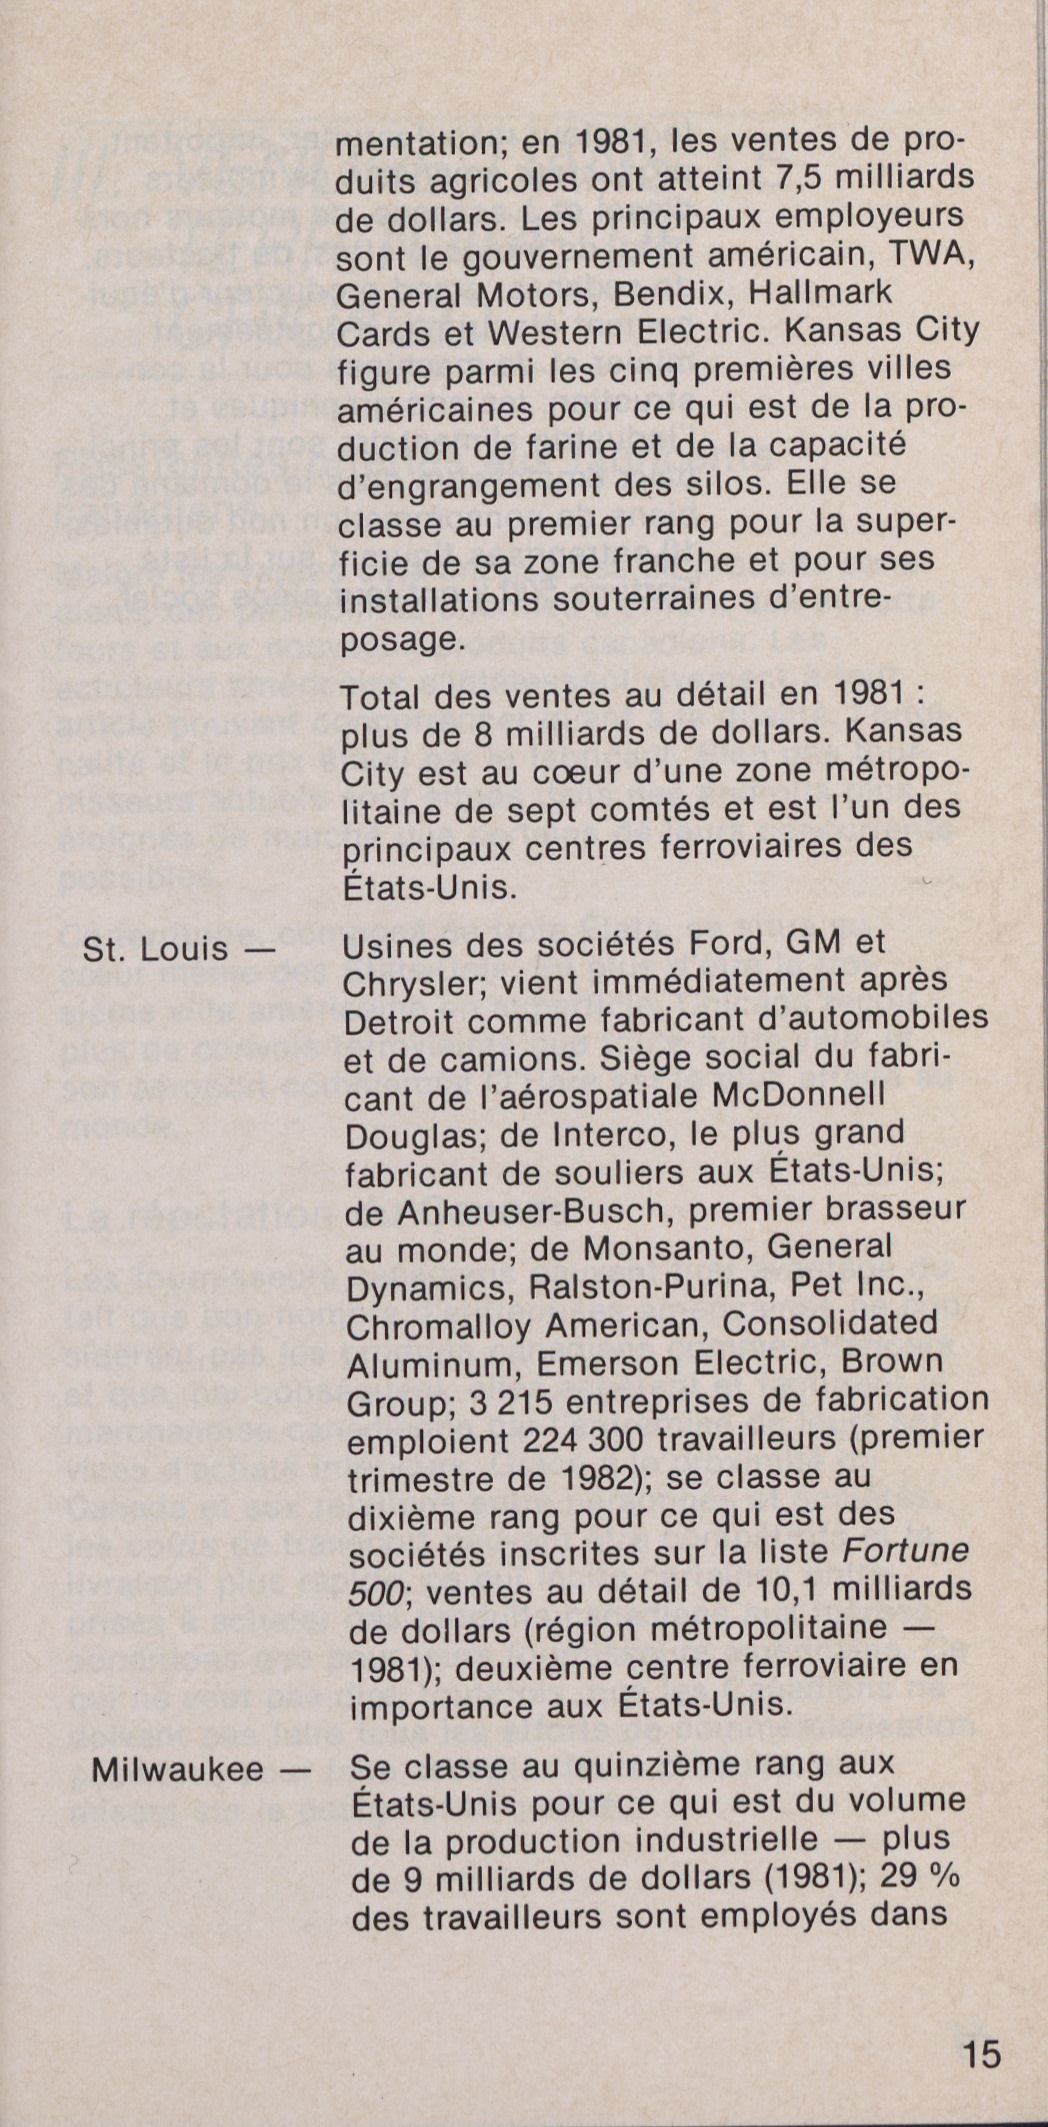 mentation; en 1981, les ventes de pro-
duits agricoles ont atteint 7,5 milliards
de dollars. Les principaux employeurs
sont le gouvernement américain, TWA,
General Motors, Bendix, Hallmark
Cards et Western Electric. Kansas City
figure parmi les cinq premières villes
américaines pour ce qui est de la pro-
duction de farine et de la capacité
d'engrangement des silos. Elle se
classe au premier rang pour la super-
ficie de sa zone franche et pour ses
installations souterraines d'entre-
posage.
Total des ventes au détail en 1981 :
plus de 8 milliards de dollars. Kansas
City est au coeur d'une zone métropo-
litaine de sept comtés et est l'un des
principaux centres ferroviaires des
États-Unis.
St. Louis — Usines des sociétés Ford, GM et
Chrysler; vient immédiatement après
Detroit comme fabricant d'automobiles
et de camions. Siège social du fabri-
cant de l'aérospatiale McDonnell
Douglas; de Interco, le plus grand
fabricant de souliers aux États-Unis;
de Anheuser-Busch, premier brasseur
au monde; de Monsanto, General
Dynamics, Ralston-Purina, Pet Inc.,
Chromalloy American, Consolidated
Aluminum, Emerson Electric, Brown
Group; 3 215 entreprises de fabrication
emploient 224 300 travailleurs (premier
trimestre de 1982); se classe au
dixième rang pour ce qui est des
sociétés inscrites sur la liste Fortune
500; ventes au détail de 10,1 milliards
de dollars (région métropolitaine —
1981); deuxième centre ferroviaire en
importance aux États-Unis.
Milwaukee — Se classe au quinzième rang aux
États-Unis pour ce qui est du volume
de la production industrielle — plus
de 9 milliards de dollars (1981); 29 %
des travailleurs sont employés dans
15